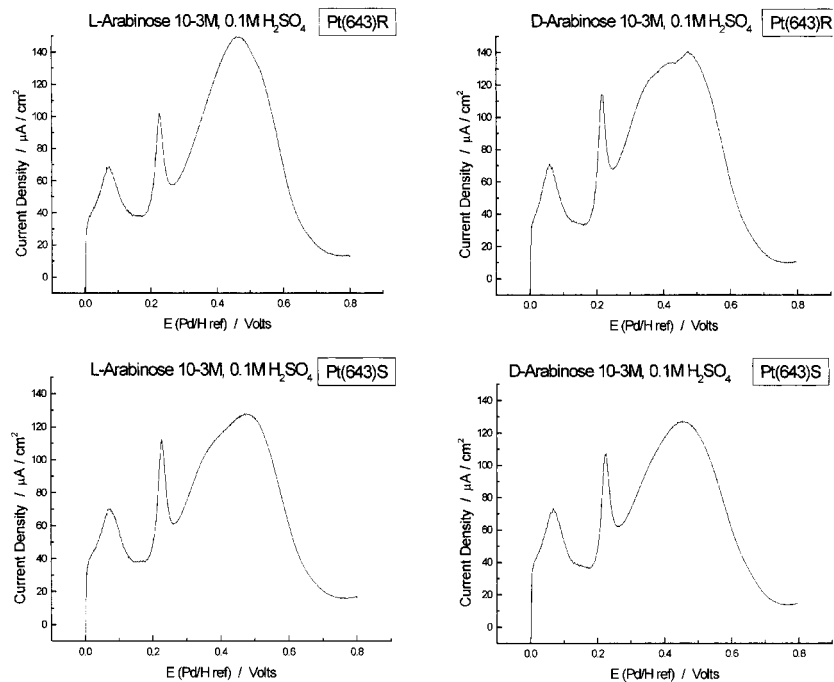 L-Arabinose 10-3M, 0.1M H₂SO₄ Pt(643)R
Current Density / μA / cm²
140
120
100
80
60
40
20
0
0.0 0.2 0.4 0.6 0.8
E (Pd/H ref) / Volts
D-Arabinose 10-3M, 0.1M H₂SO₄ Pt(643)R
Current Density / μA / cm²
140
120
100
80
60
40
20
0
0.0 0.2 0.4 0.6 0.8
E (Pd/H ref) / Volts
L-Arabinose 10-3M, 0.1M H₂SO₄ Pt(643)S
Current Density / μA / cm²
140
120
100
80
60
40
20
0
0.0 0.2 0.4 0.6 0.8
E (Pd/H ref) / Volts
D-Arabinose 10-3M, 0.1M H₂SO₄ Pt(643)S
Current Density / μA / cm²
140
120
100
80
60
40
20
0
0.0 0.2 0.4 0.6 0.8
E (Pd/H ref) / Volts